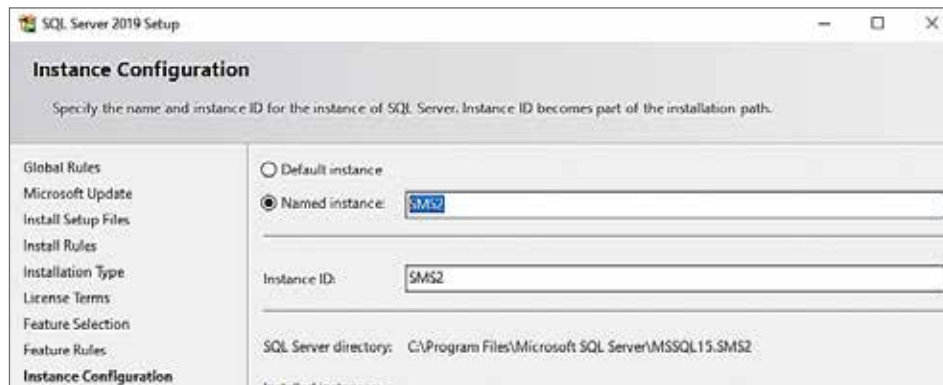 SQL Server 2019 Setup
Instance Configuration
Specify the name and instance ID for the instance of SQL Server. Instance ID becomes part of the installation path.
Global Rules
Microsoft Update
Install Setup Files
Install Rules
Installation Type
License Terms
Feature Selection
Feature Rules
Instance Configuration
Default instance
Named instance: SMS2
Instance ID: SMS2
SQL Server directory: C:\Program Files\Microsoft SQL Server\MSSQL15.SMS2